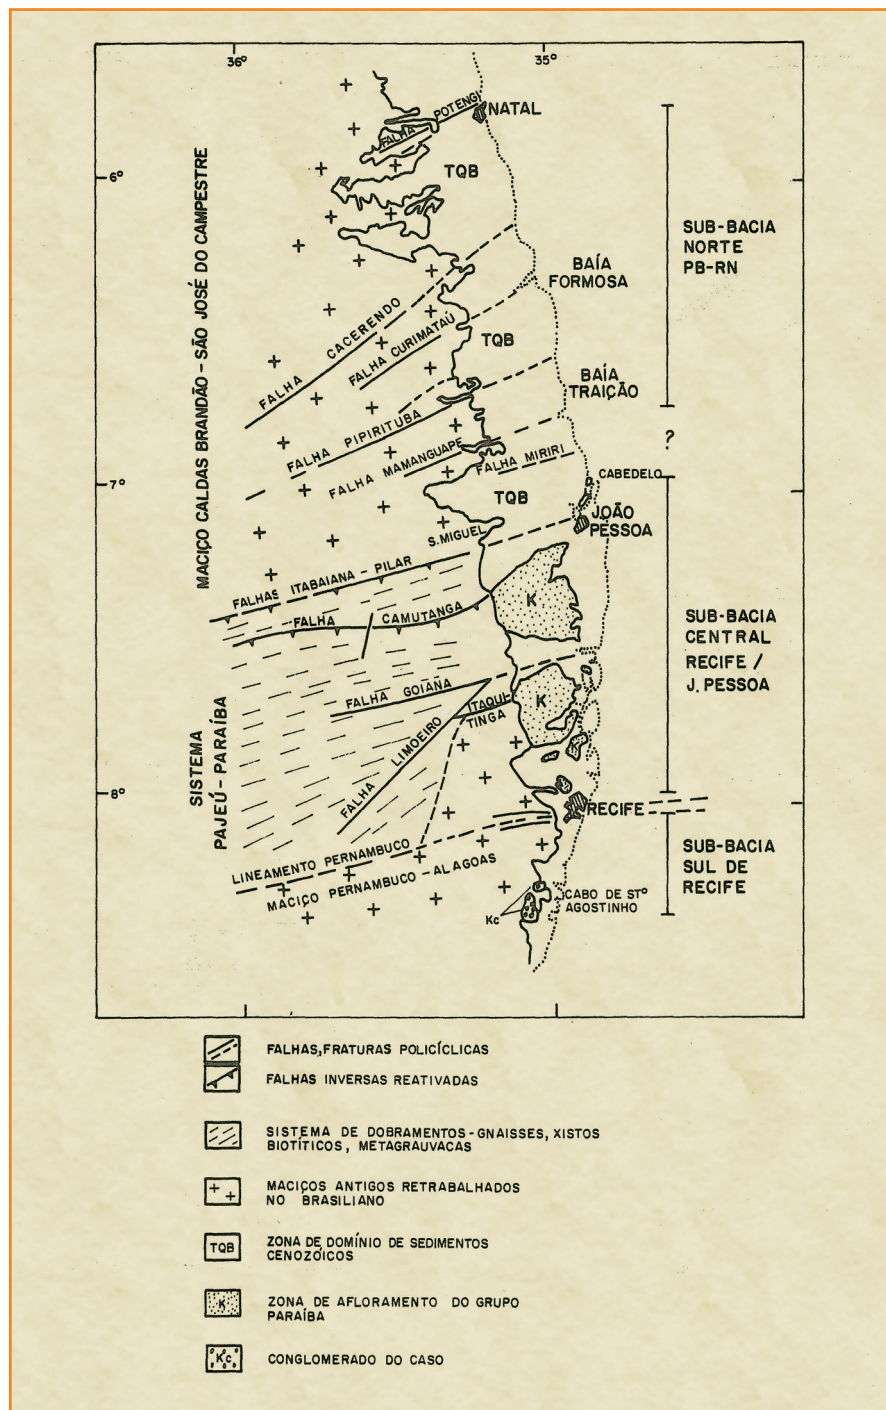 36°
35°
FALHA POTENGI
NATAL
6°
TQB
MACIÇO CALDAS BRANDÃO - SÃO JOSÉ DO CAMPESTRE
SUB-BACIA
NORTE
PB-RN
BAÍA
FORMOSA
FALHA CACERENDO
FALHA CURIMATAÚ
TQB
BAÍA
TRAIÇÃO
FALHA PIPIRITUBA
?
FALHA MAMANGUAPE
FALHA MIRIRI
7°
CABEDELO
TQB
JOÃO
PESSOA
S. MIGUEL
FALHAS ITABAIANA - PILAR
FALHA CAMUTANGA
K
SUB-BACIA
CENTRAL
RECIFE /
J. PESSOA
FALHA GOIANA
ITAQUI
TINGA
K
FALHA LIMOEIRO
SISTEMA
PAJEÚ - PARAÍBA
8°
RECIFE
LINEAMENTO PERNAMBUCO
MACIÇO PERNAMBUCO-ALAGOAS
SUB-BACIA
SUL DE
RECIFE
CABO DE STº
AGOSTINHO
Kc
FALHAS, FRATURAS POLICÍCLICAS
FALHAS INVERSAS REATIVADAS
SISTEMA DE DOBRAMENTOS-GNAISSES, XISTOS
BIOTÍTICOS, METAGRAUVACAS
++
MACIÇOS ANTIGOS RETRABALHADOS
NO BRASILIANO
TQB
ZONA DE DOMÍNIO DE SEDIMENTOS
CENOZÓICOS
K
ZONA DE AFLORAMENTO DO GRUPO
PARAÍBA
Kc
CONGLOMERADO DO CASO